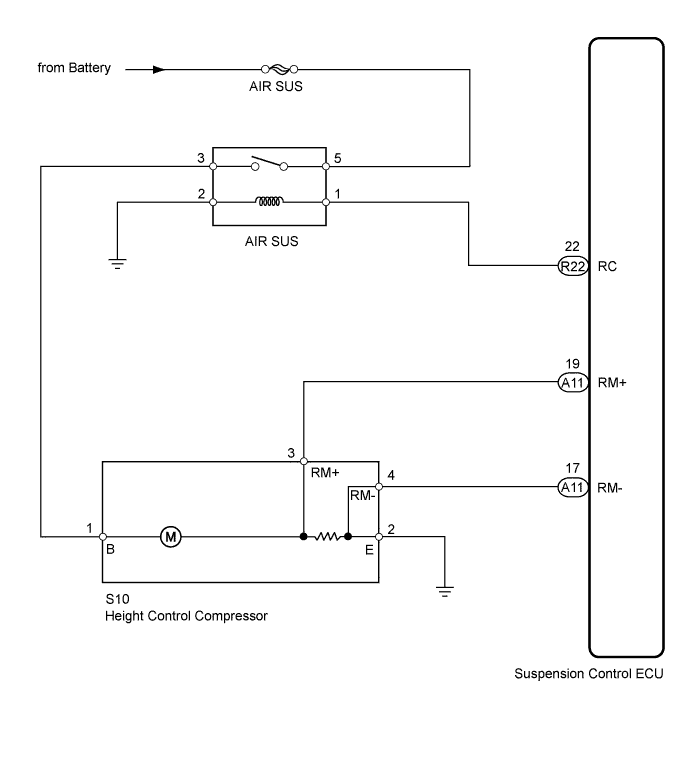 from Battery
AIR SUS
3
5
2
1
AIR SUS
22
R22 RC
19
A11 RM+
3
RM+
4
17
RM-
A11 RM-
1
2
M
B
E
S10
Height Control Compressor
Suspension Control ECU